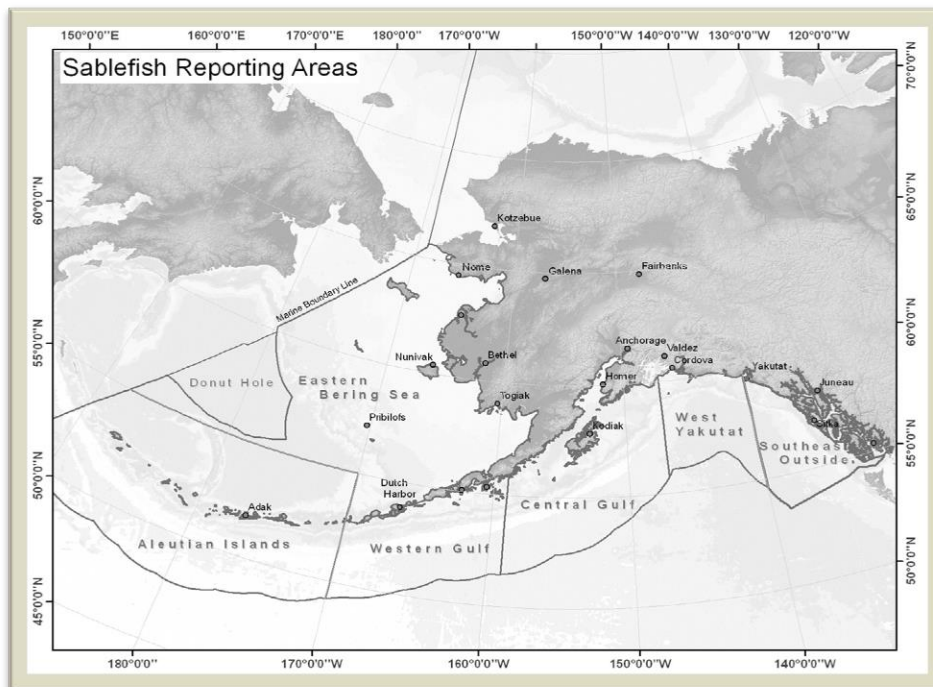 150°0'0"E 160°0'0"E 170°0'0"E 180°0'0" 170°0'0"W 150°0'0"W 140°0'0"W 130°0'0"W 120°0'0"W
Sablefish Reporting Areas
70°0'0"N
60°0'0"N
65°0'0"N
Kotzebue
Nome
Galena
Fairbanks
Marine Boundary Line
55°0'0"N
60°0'0"N
Anchorage
Valdez
Cordova
Nunivak
Bethel
Yakutat
Donut Hole
Eastern
Bering Sea
Homer
Juneau
Togiak
Pribilofs
Kodiak
West
Yakutat
Sitka
Southeast
Outside
55°0'0"N
50°0'0"N
Dutch
Harbor
Central Gulf
Adak
Aleutian Islands
Western Gulf
50°0'0"N
45°0'0"N
180°0'0" 170°0'0"W 160°0'0"W 150°0'0"W 140°0'0"W